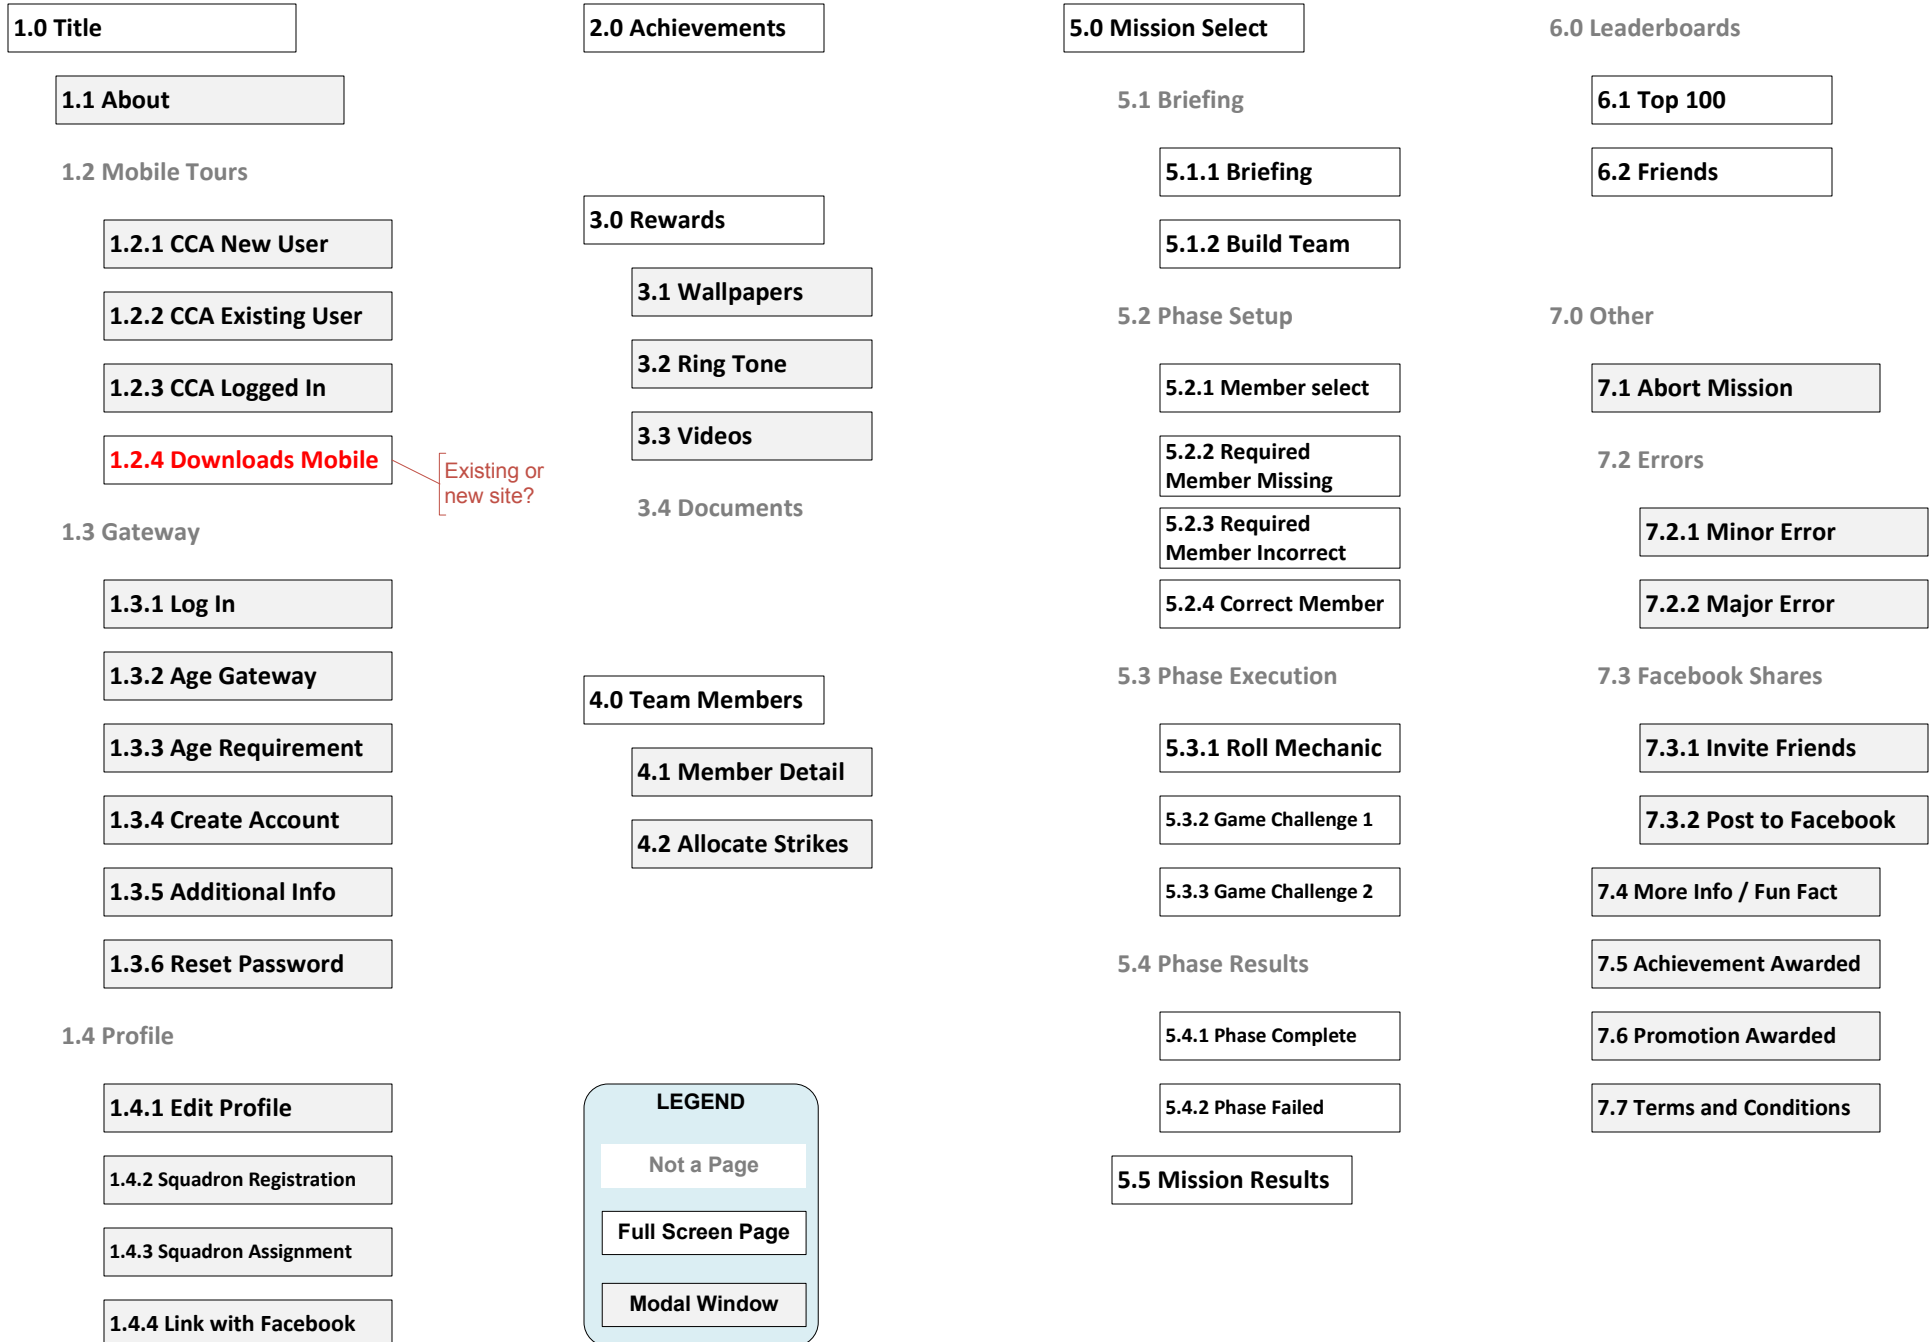 1.0 Title
1.1 About
1.2 Mobile Tours
1.2.1 CCA New User
1.2.2 CCA Existing User
1.2.3 CCA Logged In
1.2.4 Downloads Mobile
Existing or
new site?
1.3 Gateway
1.3.1 Log In
1.3.2 Age Gateway
1.3.3 Age Requirement
1.3.4 Create Account
1.3.5 Additional Info
1.3.6 Reset Password
1.4 Profile
1.4.1 Edit Profile
1.4.2 Squadron Registration
1.4.3 Squadron Assignment
1.4.4 Link with Facebook
2.0 Achievements
3.0 Rewards
3.1 Wallpapers
3.2 Ring Tone
3.3 Videos
3.4 Documents
4.0 Team Members
4.1 Member Detail
4.2 Allocate Strikes
LEGEND
Not a Page
Full Screen Page
Modal Window
5.0 Mission Select
5.1 Briefing
5.1.1 Briefing
5.1.2 Build Team
5.2 Phase Setup
5.2.1 Member select
5.2.2 Required
Member Missing
5.2.3 Required
Member Incorrect
5.2.4 Correct Member
5.3 Phase Execution
5.3.1 Roll Mechanic
5.3.2 Game Challenge 1
5.3.3 Game Challenge 2
5.4 Phase Results
5.4.1 Phase Complete
5.4.2 Phase Failed
5.5 Mission Results
6.0 Leaderboards
6.1 Top 100
6.2 Friends
7.0 Other
7.1 Abort Mission
7.2 Errors
7.2.1 Minor Error
7.2.2 Major Error
7.3 Facebook Shares
7.3.1 Invite Friends
7.3.2 Post to Facebook
7.4 More Info / Fun Fact
7.5 Achievement Awarded
7.6 Promotion Awarded
7.7 Terms and Conditions